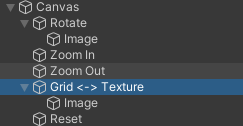 Canvas
Rotate
Image
Zoom In
Zoom Out
Grid <-> Texture
Image
Reset